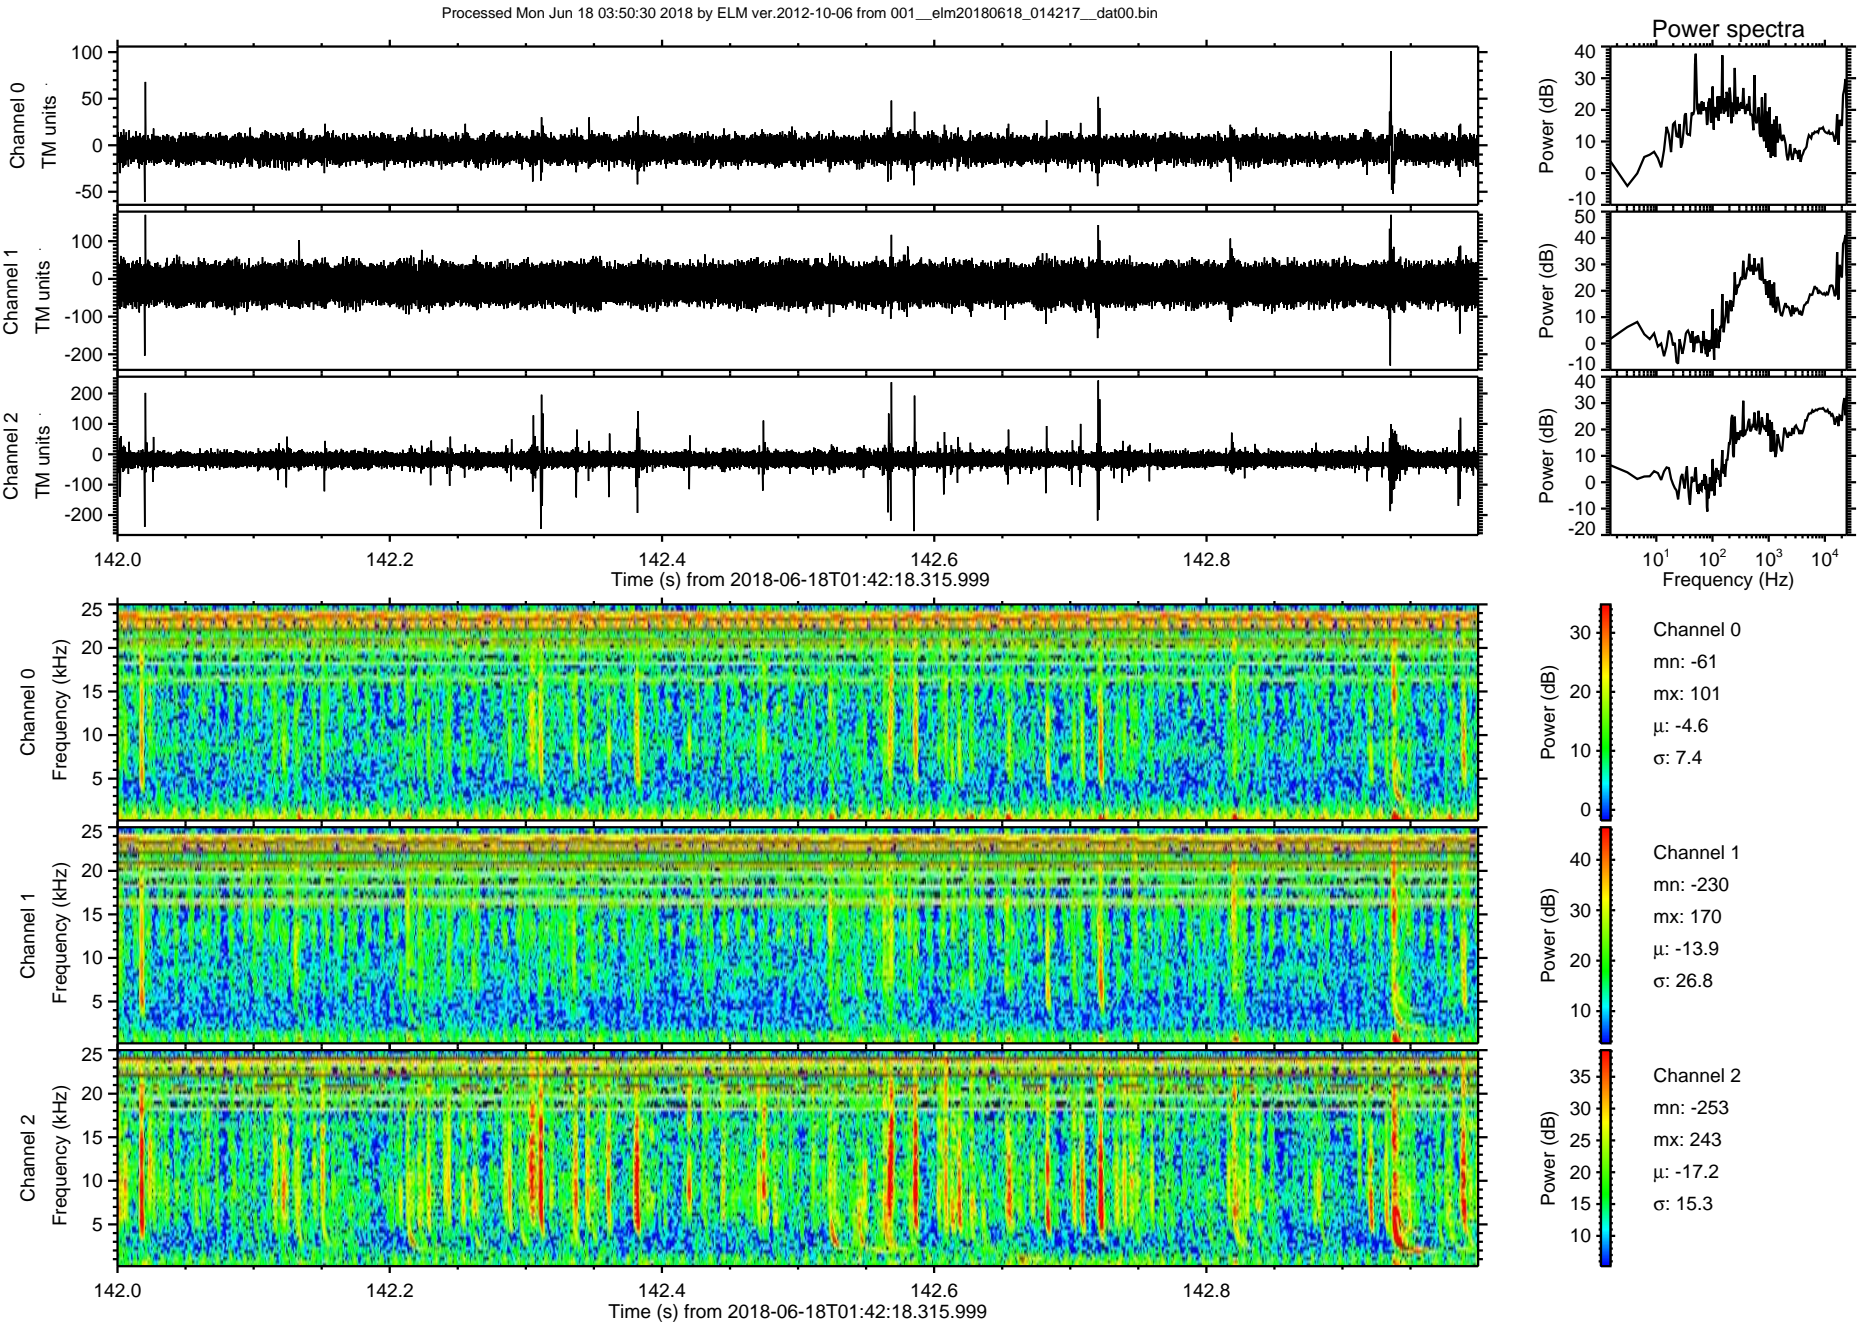 Processed Mon Jun 18 03:50:30 2018 by ELM ver.2012-10-06 from 001__elm20180618_014217__dat00.bin
Power spectra
Channel 0
TM units
100
50
0
-50
Power (dB)
40
30
20
10
0
-10
Channel 1
TM units
100
0
-100
-200
Power (dB)
50
40
30
20
10
0
-10
Channel 2
TM units
200
100
0
-100
-200
Power (dB)
40
30
20
10
0
-10
-20
142.0 142.2 142.4 142.6 142.8
Time (s) from 2018-06-18T01:42:18.315.999
10^1 10^2 10^3 10^4
Frequency (Hz)
Channel 0
Frequency (kHz)
25
20
15
10
5
Power (dB)
30
20
10
0
Channel 0
mn: -61
mx: 101
μ: -4.6
σ: 7.4
Channel 1
Frequency (kHz)
25
20
15
10
5
Power (dB)
40
30
20
10
Channel 1
mn: -230
mx: 170
μ: -13.9
σ: 26.8
Channel 2
Frequency (kHz)
25
20
15
10
5
Power (dB)
35
30
25
20
15
10
Channel 2
mn: -253
mx: 243
μ: -17.2
σ: 15.3
142.0 142.2 142.4 142.6 142.8
Time (s) from 2018-06-18T01:42:18.315.999